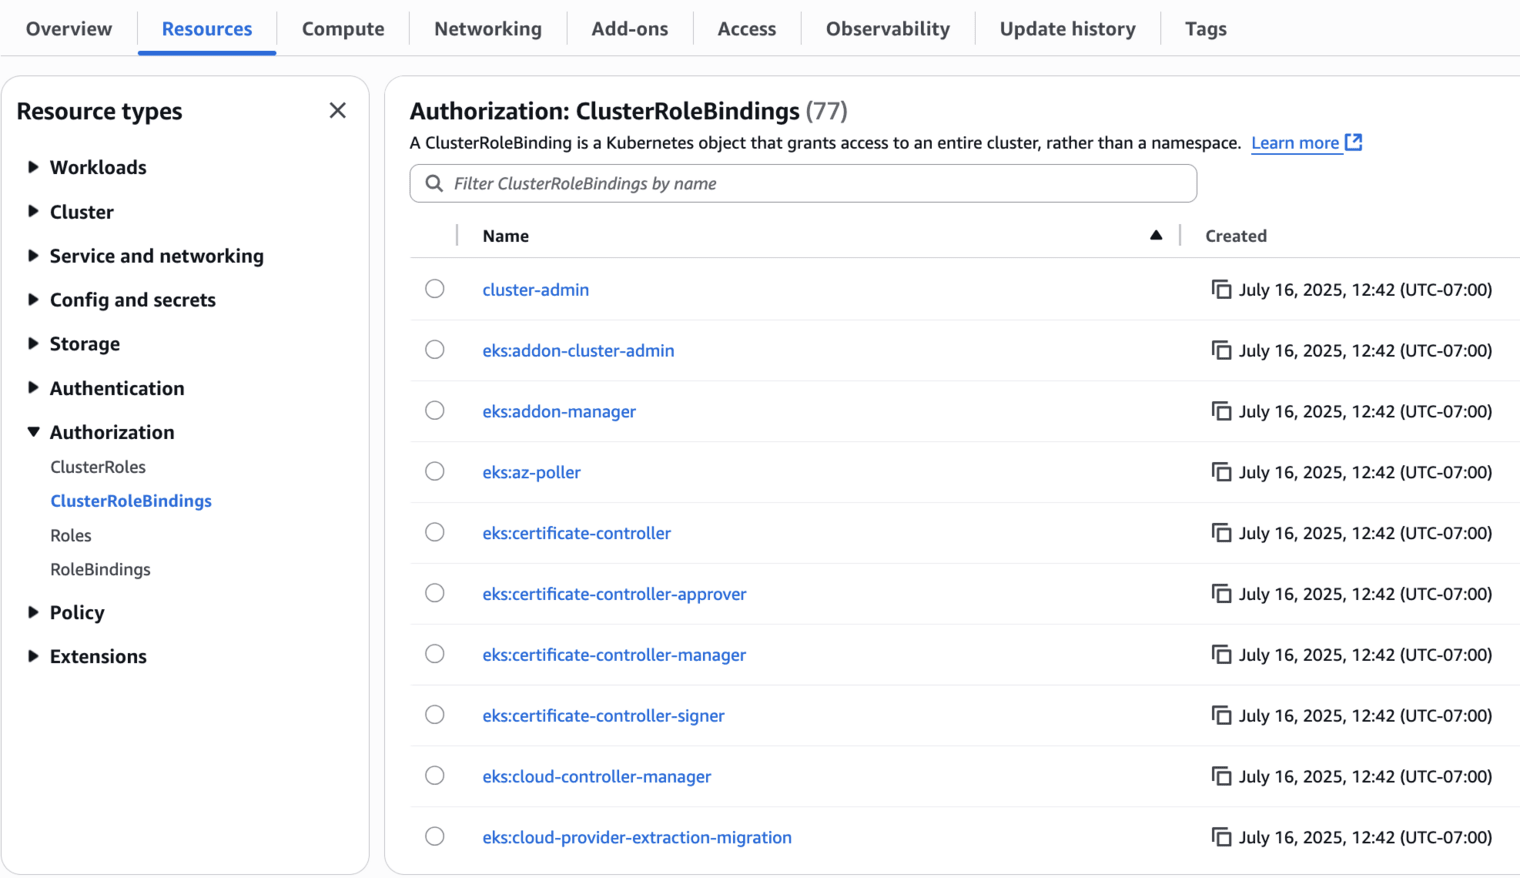 Overview
Resources
Compute
Networking
Add-ons
Access
Observability
Update history
Tags
Resource types
Workloads
Cluster
Service and networking
Config and secrets
Storage
Authentication
Authorization
ClusterRoles
ClusterRoleBindings
Roles
RoleBindings
Policy
Extensions
Authorization: ClusterRoleBindings (77)
A ClusterRoleBinding is a Kubernetes object that grants access to an entire cluster, rather than a namespace. Learn more
Filter ClusterRoleBindings by name
Name Created
cluster-admin July 16, 2025, 12:42 (UTC-07:00)
eks:addon-cluster-admin July 16, 2025, 12:42 (UTC-07:00)
eks:addon-manager July 16, 2025, 12:42 (UTC-07:00)
eks:az-poller July 16, 2025, 12:42 (UTC-07:00)
eks:certificate-controller July 16, 2025, 12:42 (UTC-07:00)
eks:certificate-controller-approver July 16, 2025, 12:42 (UTC-07:00)
eks:certificate-controller-manager July 16, 2025, 12:42 (UTC-07:00)
eks:certificate-controller-signer July 16, 2025, 12:42 (UTC-07:00)
eks:cloud-controller-manager July 16, 2025, 12:42 (UTC-07:00)
eks:cloud-provider-extraction-migration July 16, 2025, 12:42 (UTC-07:00)